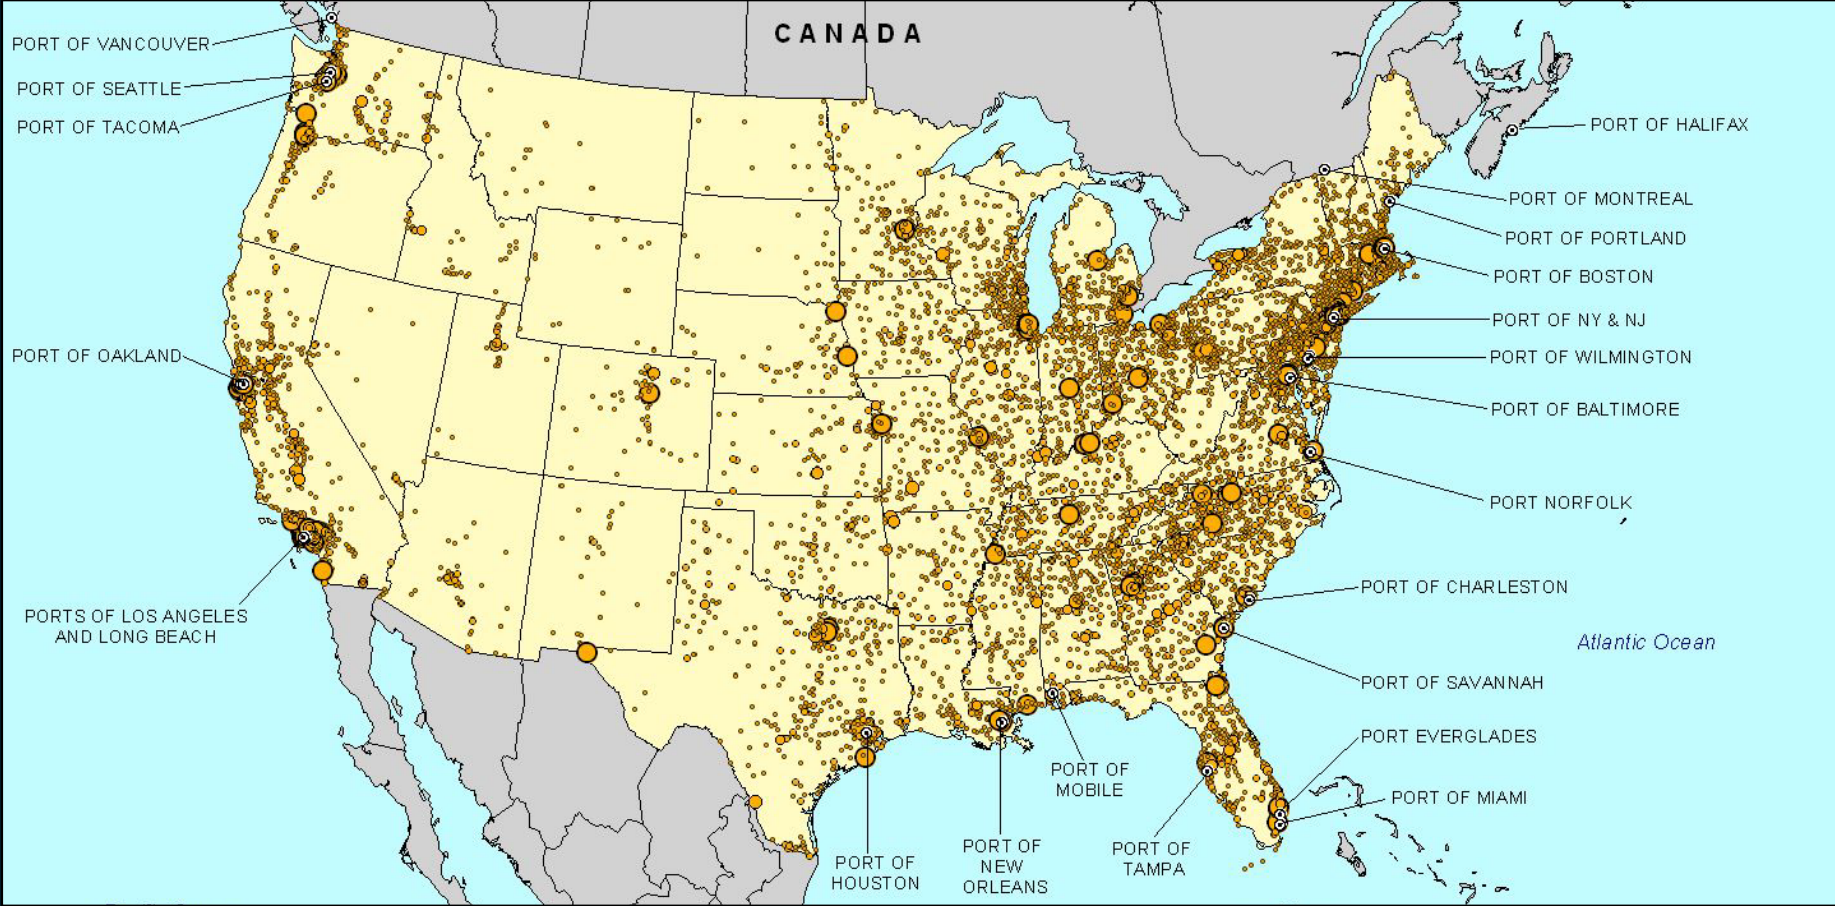 CANADA
PORT OF VANCOUVER
PORT OF SEATTLE
PORT OF TACOMA
PORT OF HALIFAX
PORT OF MONTREAL
PORT OF PORTLAND
PORT OF BOSTON
PORT OF NY & NJ
PORT OF OAKLAND
PORT OF WILMINGTON
PORT OF BALTIMORE
PORT NORFOLK
PORT OF CHARLESTON
PORTS OF LOS ANGELES
AND LONG BEACH
Atlantic Ocean
PORT OF SAVANNAH
PORT EVERGLADES
PORT OF MIAMI
PORT OF
MOBILE
PORT OF
TAMPA
PORT OF
NEW
ORLEANS
PORT OF
HOUSTON